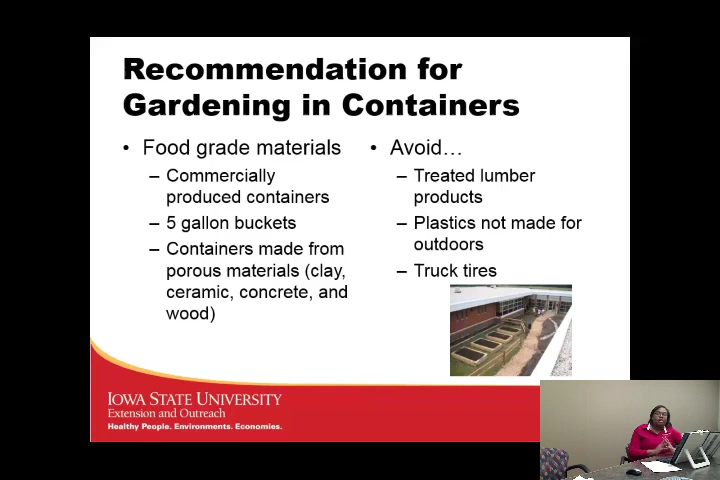 Recommendation for
Gardening in Containers
• Food grade materials
– Commercially
produced containers
– 5 gallon buckets
– Containers made from
porous materials (clay,
ceramic, concrete, and
wood)
• Avoid…
– Treated lumber
products
– Plastics not made for
outdoors
– Truck tires
IOWA STATE UNIVERSITY
Extension and Outreach
Healthy People. Environments. Economies.